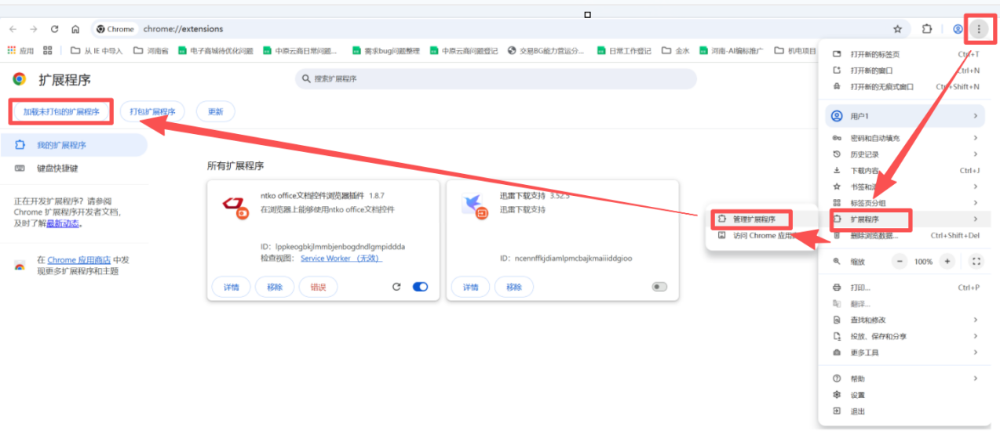 Chrome chrome://extensions
应用 从 IE 中导入 河南省 电子商城待优化问题 中原云商日常问题... 需求bug问题整理 中原云商问题登记 交易BG能力营运分... 日常工作登记 金水 河南-AI编标推广 机电项目
扩展程序
搜索扩展程序
加载未打包的扩展程序 打包扩展程序 更新
我的扩展程序
键盘快捷键
正在开发扩展程序？请参阅
Chrome 扩展程序开发者文档，
及时了解最新动态。
在 Chrome 应用商店 中发
现更多扩展程序和主题
所有扩展程序
ntko office文档控件浏览器插件 1.8.7
在浏览器上能够使用ntko office文档控件
ID： lppkeogbkjlmmbjenbogdndlgmpiddda
检查视图： Service Worker （无效）
详情 移除 错误
迅雷下载支持 3.52.5
迅雷下载支持
ID： ncennffkjdiamlpmcbajkmaiiiddgioo
详情 移除
管理扩展程序
访问 Chrome 应用
打开新的标签页 Ctrl+T
打开新的窗口 Ctrl+N
打开新的无痕式窗口 Ctrl+Shift+N
用户1
密码和自动填充
历史记录
下载内容 Ctrl+J
书签和
标签页分组
扩展程序
删除浏览数据... Ctrl+Shift+Del
缩放 − 100% +
打印... Ctrl+P
翻译...
查找和修改
投放、保存和分享
更多工具
帮助
设置
退出